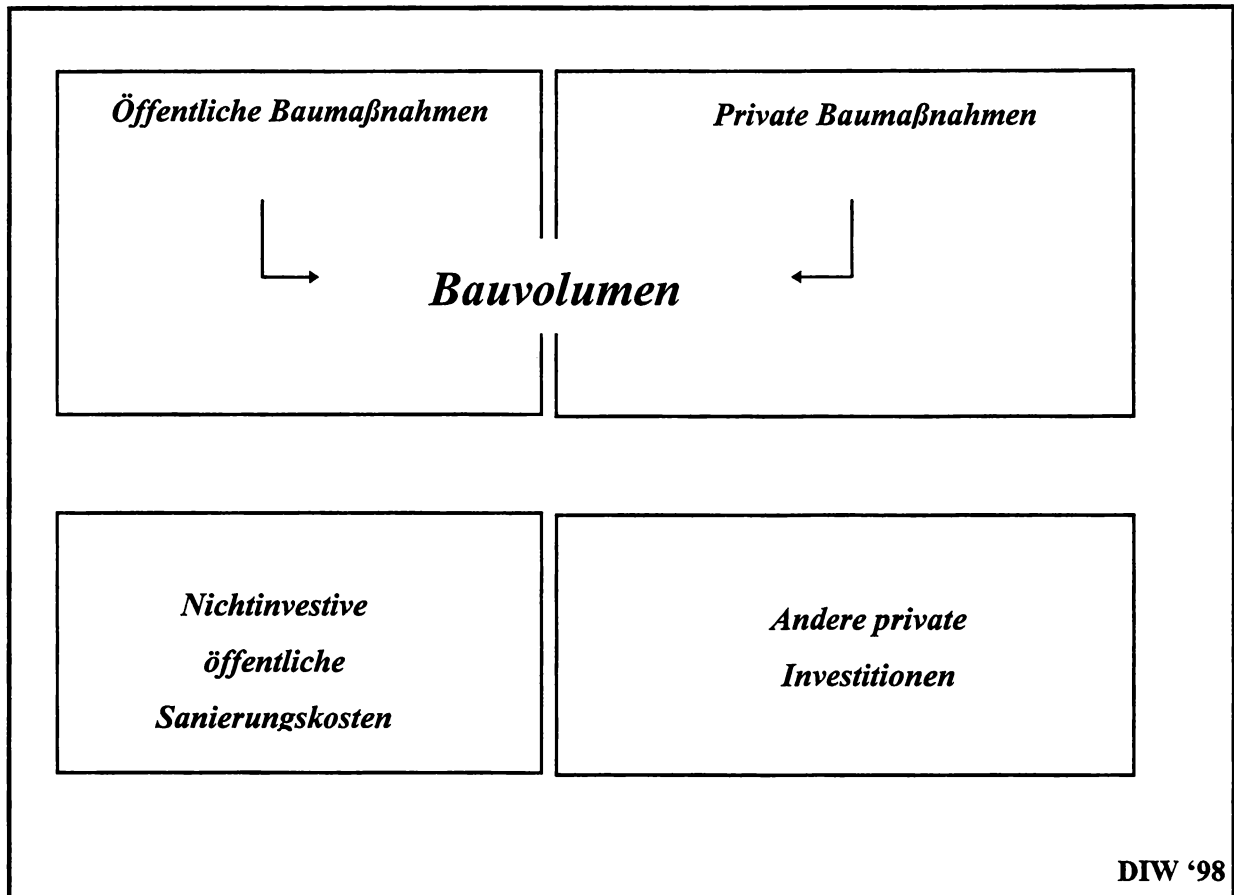 Öffentliche Baumaßnahmen
Private Baumaßnahmen
Bauvolumen
Nichtinvestive
öffentliche
Sanierungskosten
Andere private
Investitionen
DIW ‘98